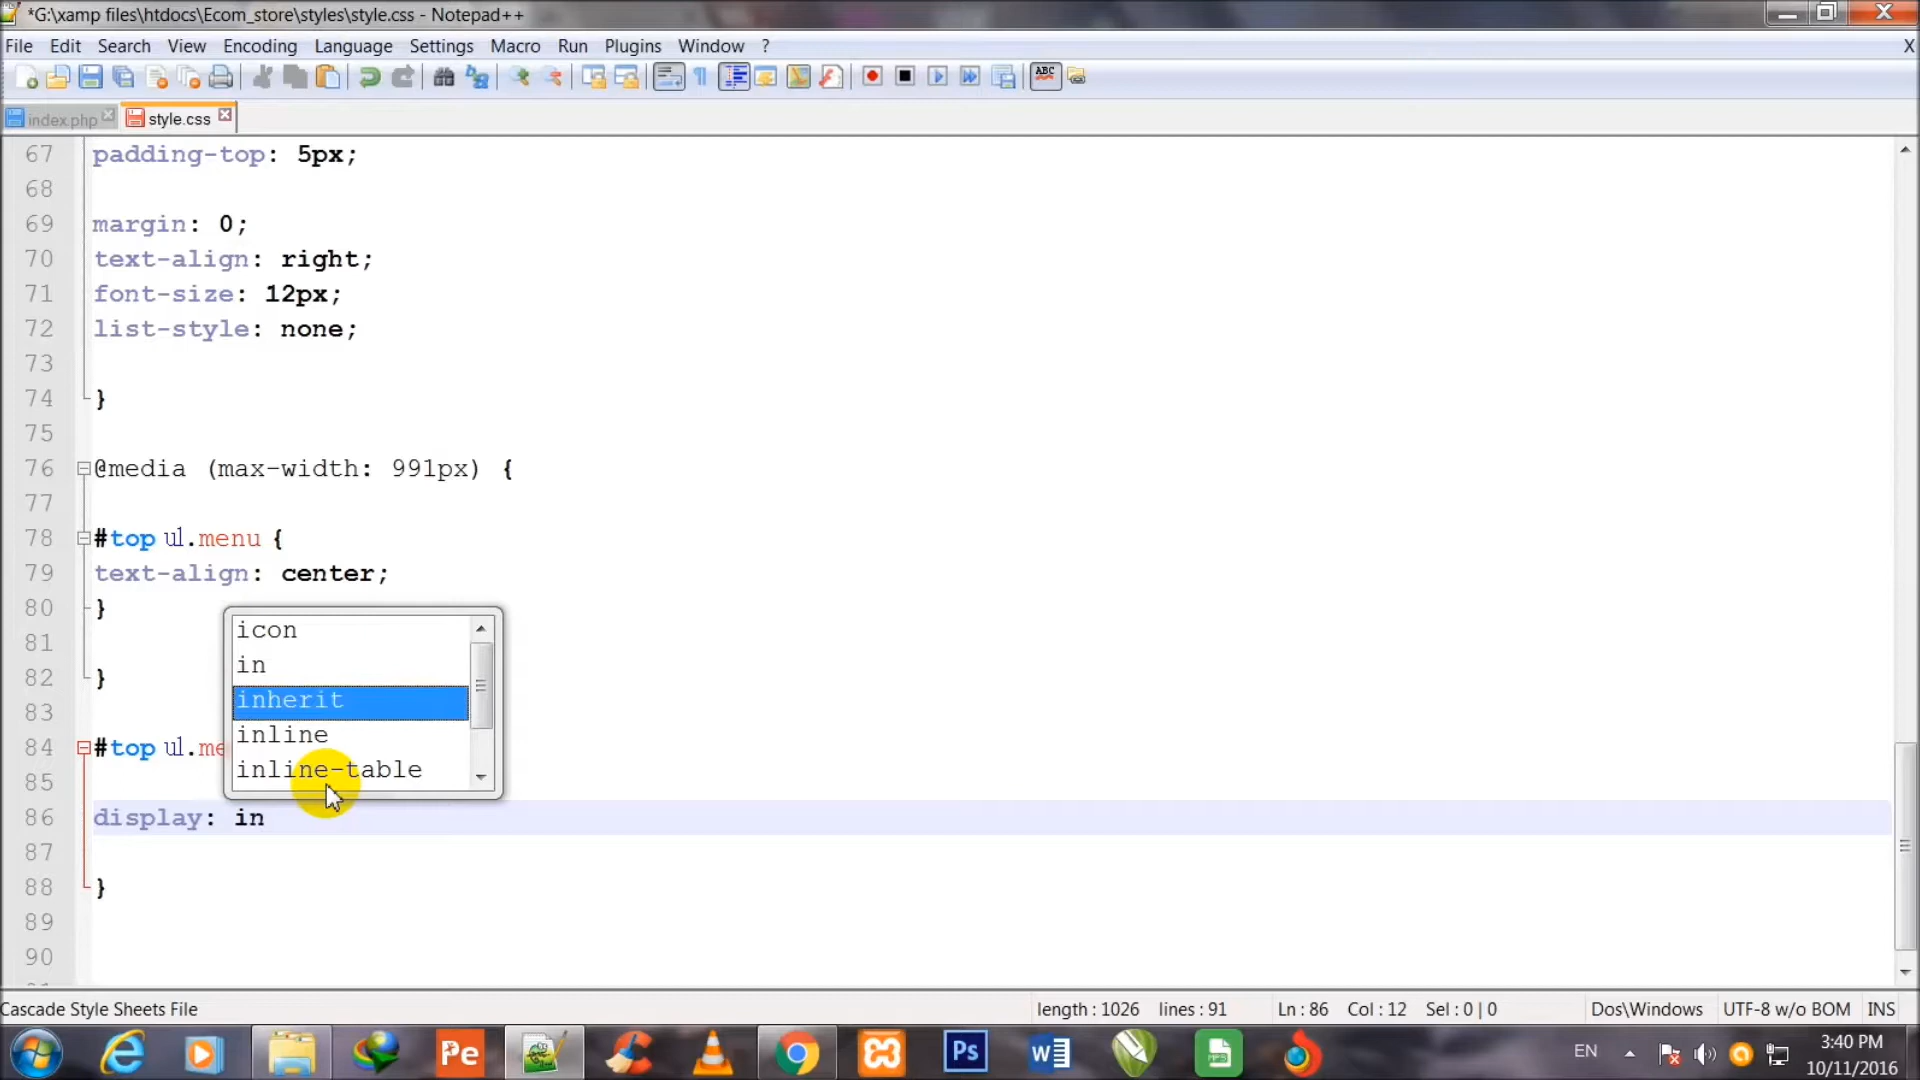 *G:\xamp files\htdocs\Ecom_store\styles\style.css - Notepad++
File Edit Search View Encoding Language Settings Macro Run Plugins Window ? X
ABC
index.php style.css
67 padding-top: 5px;
68
69 margin: 0;
70 text-align: right;
71 font-size: 12px;
72 list-style: none;
73
74 }
75
76 @media (max-width: 991px) {
77
78 #top ul.menu {
79 text-align: center;
80 }
81
82 }
83
84 #top ul.me
85
86 display: in
87
88 }
89
90
icon
in
inherit
inline
inline-table
Cascade Style Sheets File length : 1026 lines : 91 Ln : 86 Col : 12 Sel : 0 | 0 Dos\Windows UTF-8 w/o BOM INS
Pe Ps W MP3 EN 3:40 PM
10/11/2016